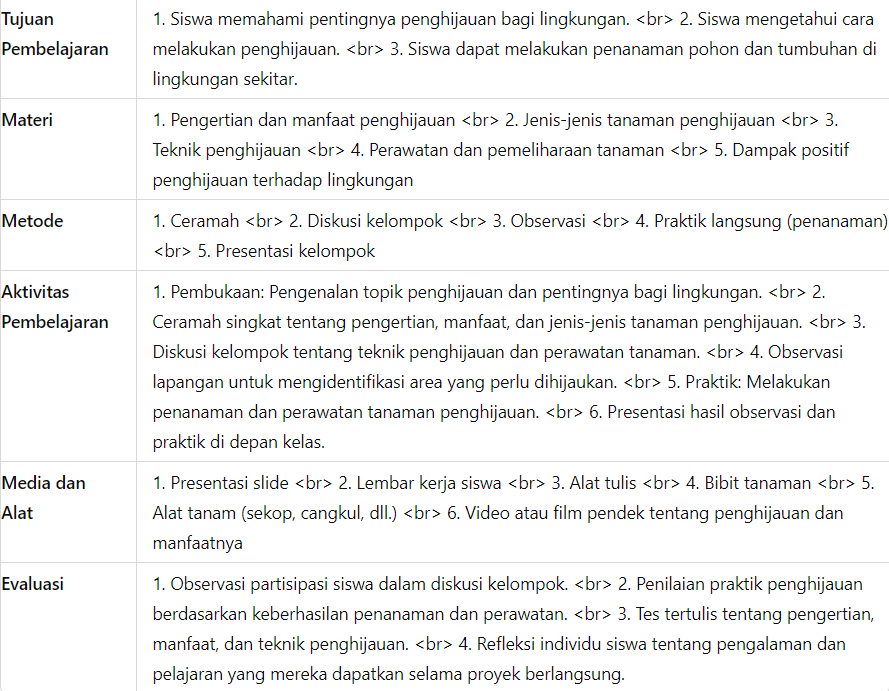 Tujuan Pembelajaran
1. Siswa memahami pentingnya penghijauan bagi lingkungan. <br> 2. Siswa mengetahui cara
melakukan penghijauan. <br> 3. Siswa dapat melakukan penanaman pohon dan tumbuhan di
lingkungan sekitar.
Materi
1. Pengertian dan manfaat penghijauan <br> 2. Jenis-jenis tanaman penghijauan <br> 3.
Teknik penghijauan <br> 4. Perawatan dan pemeliharaan tanaman <br> 5. Dampak positif
penghijauan terhadap lingkungan
Metode
1. Ceramah <br> 2. Diskusi kelompok <br> 3. Observasi <br> 4. Praktik langsung (penanaman)
<br> 5. Presentasi kelompok
Aktivitas
Pembelajaran
1. Pembukaan: Pengenalan topik penghijauan dan pentingnya bagi lingkungan. <br> 2.
Ceramah singkat tentang pengertian, manfaat, dan jenis-jenis tanaman penghijauan. <br> 3.
Diskusi kelompok tentang teknik penghijauan dan perawatan tanaman. <br> 4. Observasi
lapangan untuk mengidentifikasi area yang perlu dihijaukan. <br> 5. Praktik: Melakukan
penanaman dan perawatan tanaman penghijauan. <br> 6. Presentasi hasil observasi dan
praktik di depan kelas.
Media dan
Alat
1. Presentasi slide <br> 2. Lembar kerja siswa <br> 3. Alat tulis <br> 4. Bibit tanaman <br> 5.
Alat tanam (sekop, cangkul, dll.) <br> 6. Video atau film pendek tentang penghijauan dan
manfaatnya
Evaluasi
1. Observasi partisipasi siswa dalam diskusi kelompok. <br> 2. Penilaian praktik penghijauan
berdasarkan keberhasilan penanaman dan perawatan. <br> 3. Tes tertulis tentang pengertian,
manfaat, dan teknik penghijauan. <br> 4. Refleksi individu siswa tentang pengalaman dan
pelajaran yang mereka dapatkan selama proyek berlangsung.